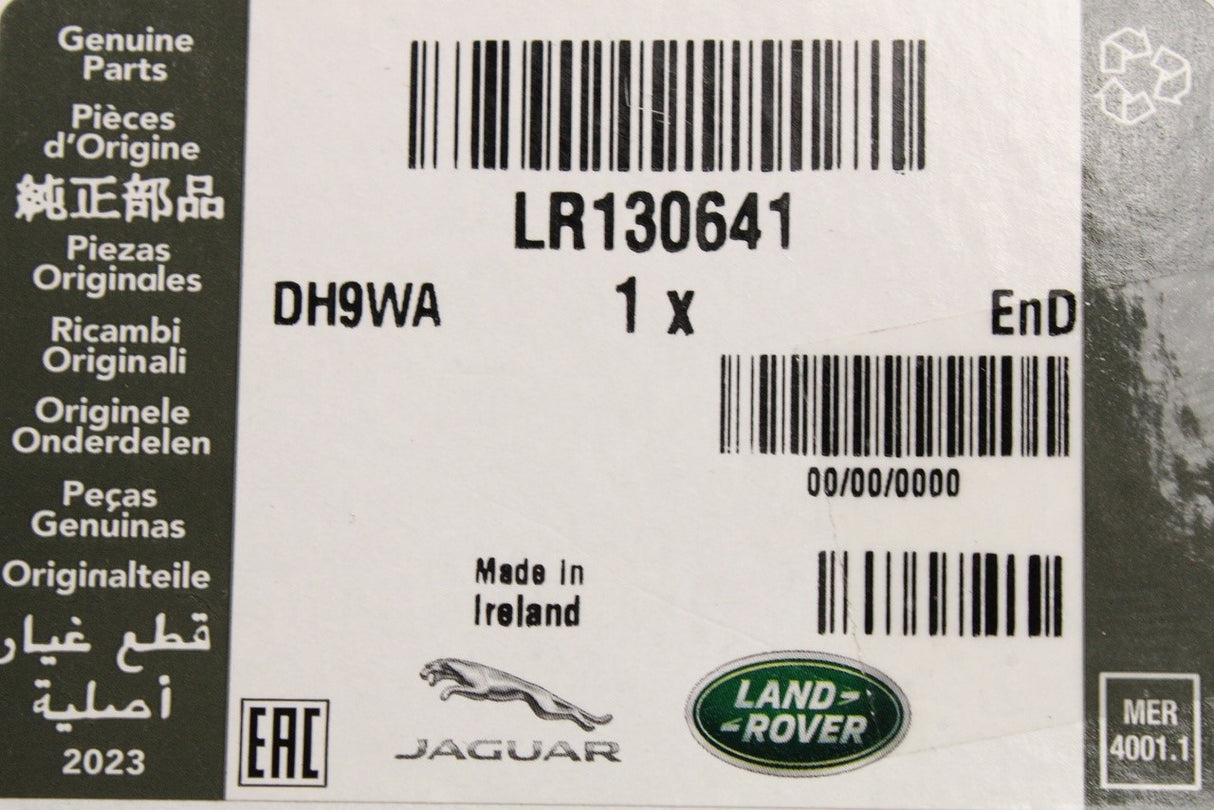 Genuine
Parts
Pièces
d'Origine
純正部品
Piezas
Originales
Ricambi
Originali
Originele
Onderdelen
Peças
Genuinas
Originalteile
قطع غيار
أصلية
2023
LR130641
DH9WA 1 x EnD
00/00/0000
Made in
Ireland
EAC
JAGUAR
LAND
ROVER
MER
4001.1